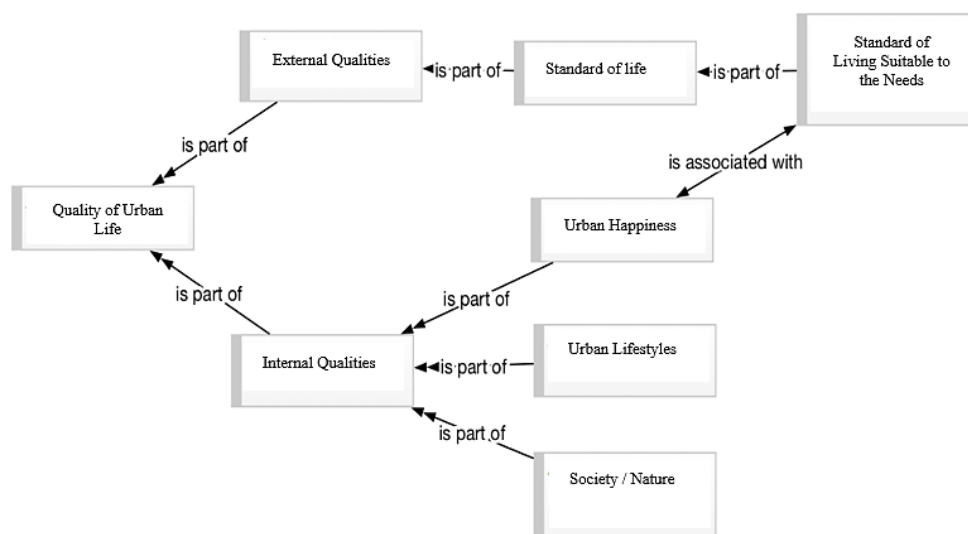 External Qualities
is part of
Standard of life
is part of
Standard of
Living Suitable to
the Needs
is part of
is associated with
Quality of Urban
Life
Urban Happiness
is part of
is part of
Internal Qualities
is part of
Urban Lifestyles
is part of
Society / Nature